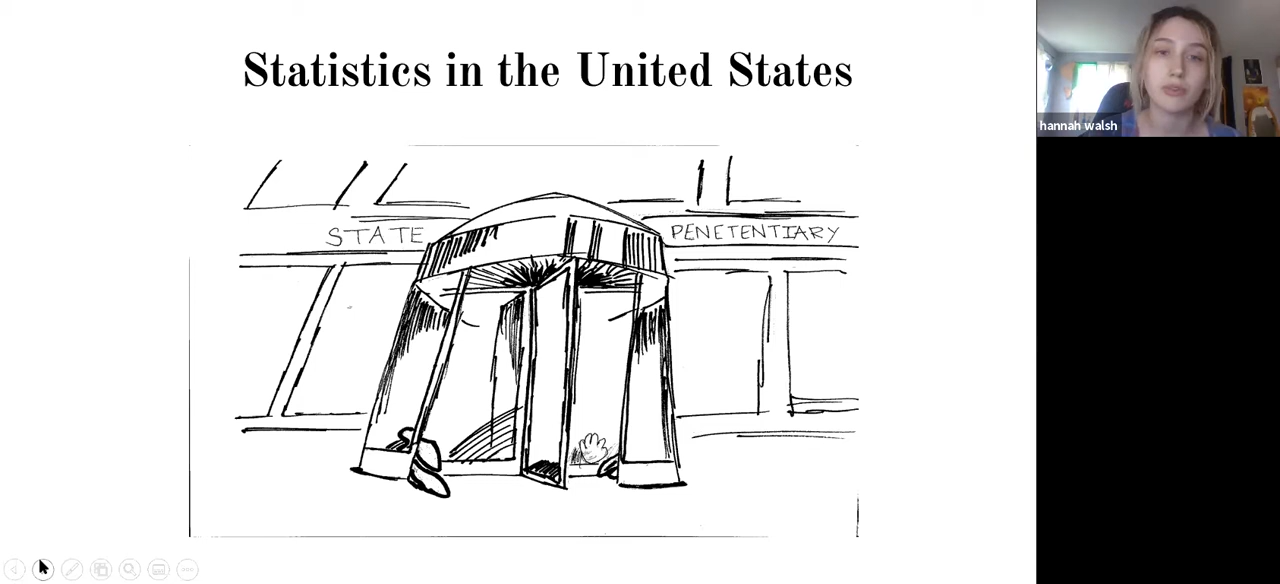 Statistics in the United States
hannah walsh
STATE PENETENTIARY